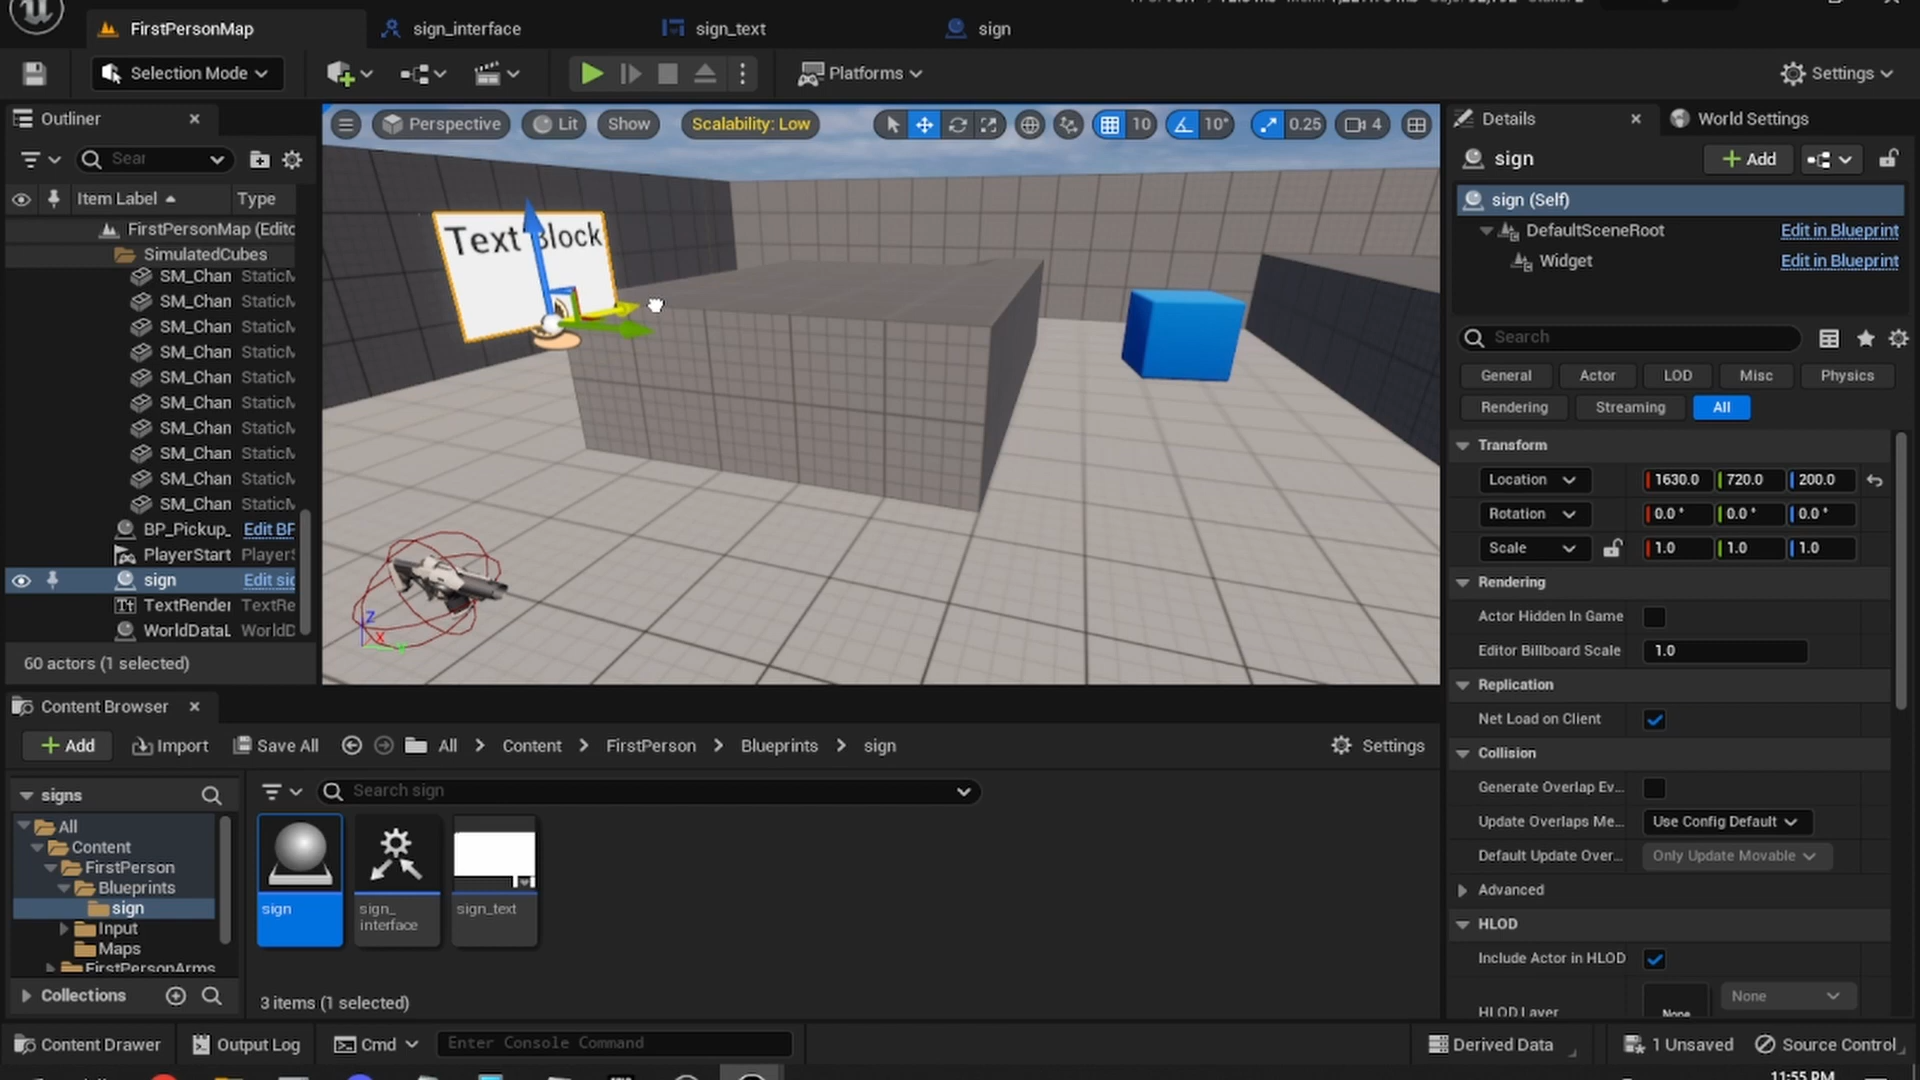 FirstPersonMap
sign_interface
sign_text
sign
Selection Mode
Platforms
Settings
Outliner
Sear
Item Label
Type
FirstPersonMap (Editc
SimulatedCubes
SM_Chan StaticM
SM_Chan StaticM
SM_Chan StaticM
SM_Chan StaticM
SM_Chan StaticM
SM_Chan StaticM
SM_Chan StaticM
SM_Chan StaticM
SM_Chan StaticM
SM_Chan StaticM
BP_Pickup_ Edit BF
PlayerStart PlayerS
sign Edit sig
TextRender TextRe
WorldDataL WorldD
60 actors (1 selected)
Perspective
Lit
Show
Scalability: Low
10
10°
0.25
4
Text Block
Z
X
Y
Details
World Settings
sign
Add
sign (Self)
DefaultSceneRoot Edit in Blueprint
Widget Edit in Blueprint
Search
General Actor LOD Misc Physics
Rendering Streaming All
Transform
Location 1630.0 720.0 200.0
Rotation 0.0° 0.0° 0.0°
Scale 1.0 1.0 1.0
Rendering
Actor Hidden In Game
Editor Billboard Scale 1.0
Replication
Net Load on Client
Collision
Generate Overlap Ev...
Update Overlaps Me... Use Config Default
Default Update Over... Only Update Movable
Advanced
HLOD
Include Actor in HLOD
HLOD Layer None None
Content Browser
Add Import Save All All > Content > FirstPerson > Blueprints > sign Settings
signs
Search sign
All
Content
FirstPerson
Blueprints
sign
Input
Maps
FirstPersonArms
Collections
sign
sign_
interface
sign_text
3 items (1 selected)
Content Drawer Output Log Cmd Enter Console Command Derived Data 1 Unsaved Source Control
11:55 PM